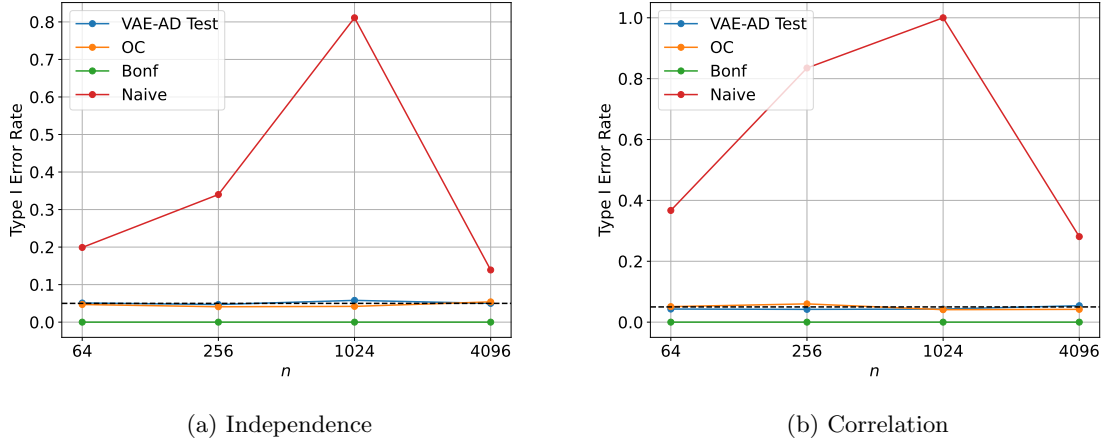 VAE-AD Test
OC
Bonf
Naive
Type I Error Rate
0.8
0.7
0.6
0.5
0.4
0.3
0.2
0.1
0.0
64 256 1024 4096
n
(a) Independence
VAE-AD Test
OC
Bonf
Naive
Type I Error Rate
1.0
0.8
0.6
0.4
0.2
0.0
64 256 1024 4096
n
(b) Correlation